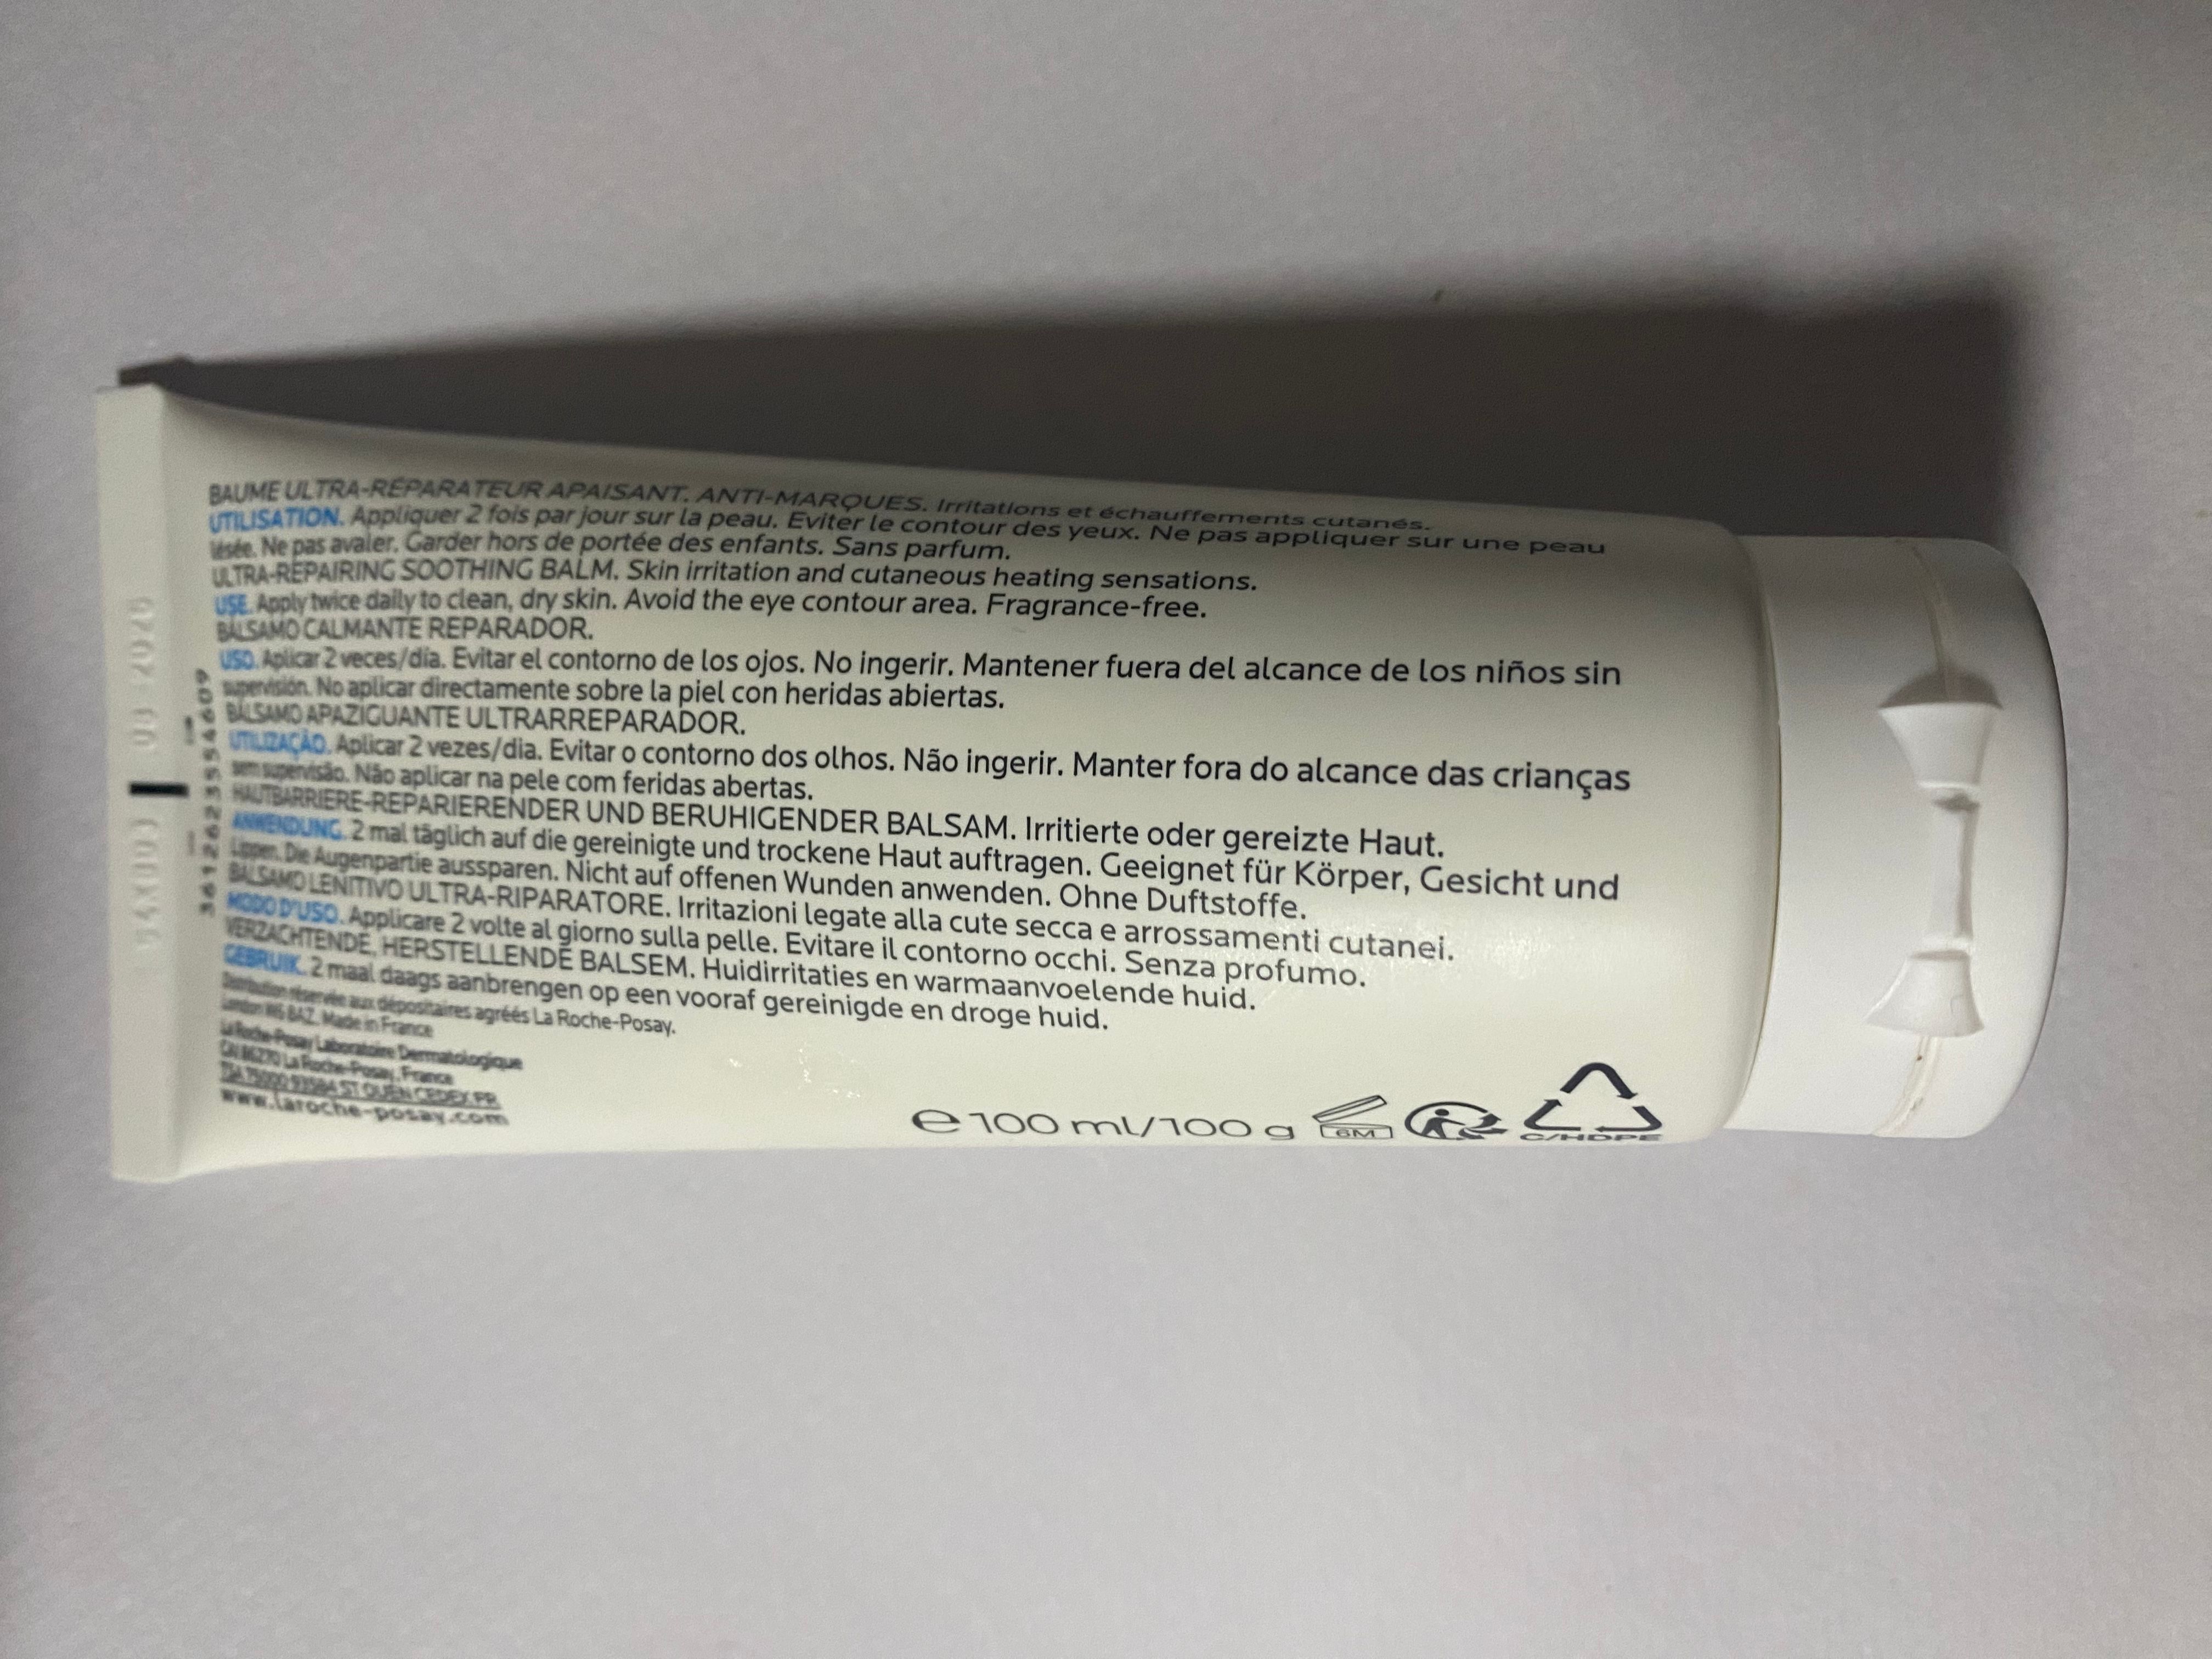 BAUME ULTRA-RÉPARATEUR APAISANT. ANTI-MARQUES. Irritations et échauffements cutanés.
UTILISATION. Appliquer 2 fois par jour sur la peau. Eviter le contour des yeux. Ne pas appliquer sur une peau
lésée. Ne pas avaler. Garder hors de portée des enfants. Sans parfum.
ULTRA-REPAIRING SOOTHING BALM. Skin irritation and cutaneous heating sensations.
USE. Apply twice daily to clean, dry skin. Avoid the eye contour area. Fragrance-free.
BÁLSAMO CALMANTE REPARADOR.
USO. Aplicar 2 veces/día. Evitar el contorno de los ojos. No ingerir. Mantener fuera del alcance de los niños sin
supervisión. No aplicar directamente sobre la piel con heridas abiertas.
BÁLSAMO APAZIGUANTE ULTRARREPARADOR.
UTILIZAÇÃO. Aplicar 2 vezes/dia. Evitar o contorno dos olhos. Não ingerir. Manter fora do alcance das crianças
sem supervisão. Não aplicar na pele com feridas abertas.
HAUTBARRIERE-REPARIERENDER UND BERUHIGENDER BALSAM. Irritierte oder gereizte Haut.
ANWENDUNG. 2 mal täglich auf die gereinigte und trockene Haut auftragen. Geeignet für Körper, Gesicht und
Lippen. Die Augenpartie aussparen. Nicht auf offenen Wunden anwenden. Ohne Duftstoffe.
BALSAMO LENITIVO ULTRA-RIPARATORE. Irritazioni legate alla cute secca e arrossamenti cutanei.
MODO D'USO. Applicare 2 volte al giorno sulla pelle. Evitare il contorno occhi. Senza profumo.
VERZACHTENDE, HERSTELLENDE BALSEM. Huidirritaties en warmaanvoelende huid.
GEBRUIK. 2 maal daags aanbrengen op een vooraf gereinigde en droge huid.
Distribution réservée aux dépositaires agréés La Roche-Posay.
London W6 8AZ. Made in France
La Roche-Posay Laboratoire Dermatologique
86270 La Roche-Posay, France
TSA 75000 93584 ST OUEN CEDEX FR
www.laroche-posay.com
e 100 ml/100 g
6M
C/HDPE